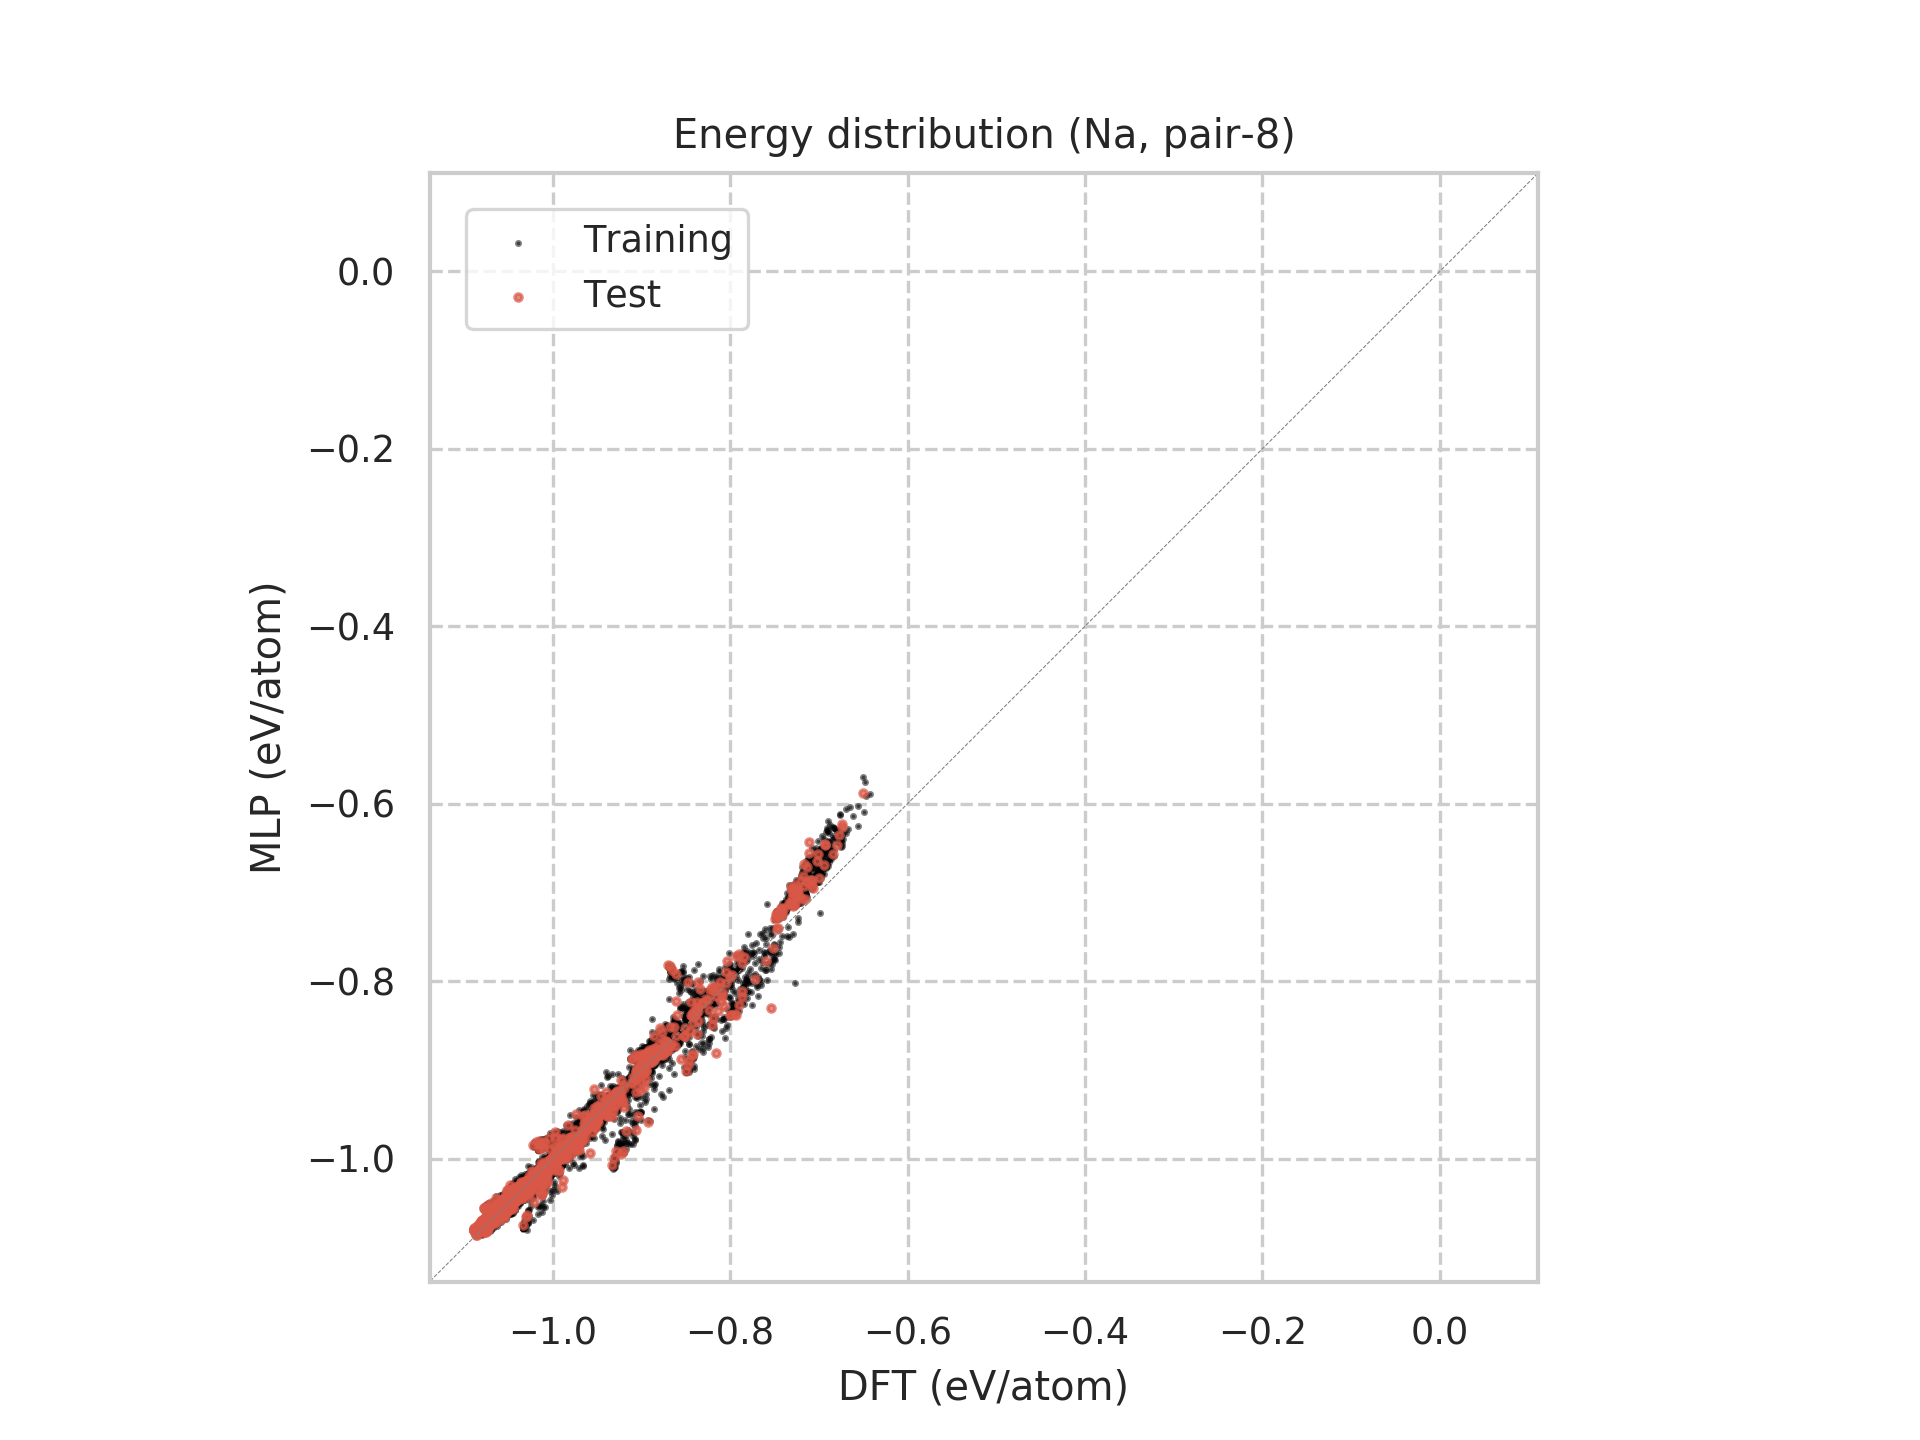 Energy distribution (Na, pair-8)
Training
Test
0.0
−0.2
−0.4
−0.6
−0.8
−1.0
MLP (eV/atom)
−1.0 −0.8 −0.6 −0.4 −0.2 0.0
DFT (eV/atom)